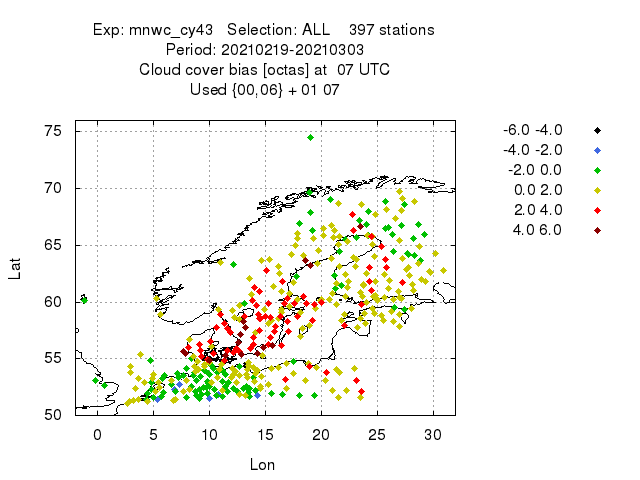 Exp: mnwc_cy43 Selection: ALL 397 stations
Period: 20210219-20210303
Cloud cover bias [octas] at 07 UTC
Used {00,06} + 01 07
-6.0 -4.0
-4.0 -2.0
-2.0 0.0
0.0 2.0
2.0 4.0
4.0 6.0
75
70
65
60
55
50
Lat
0 5 10 15 20 25 30
Lon